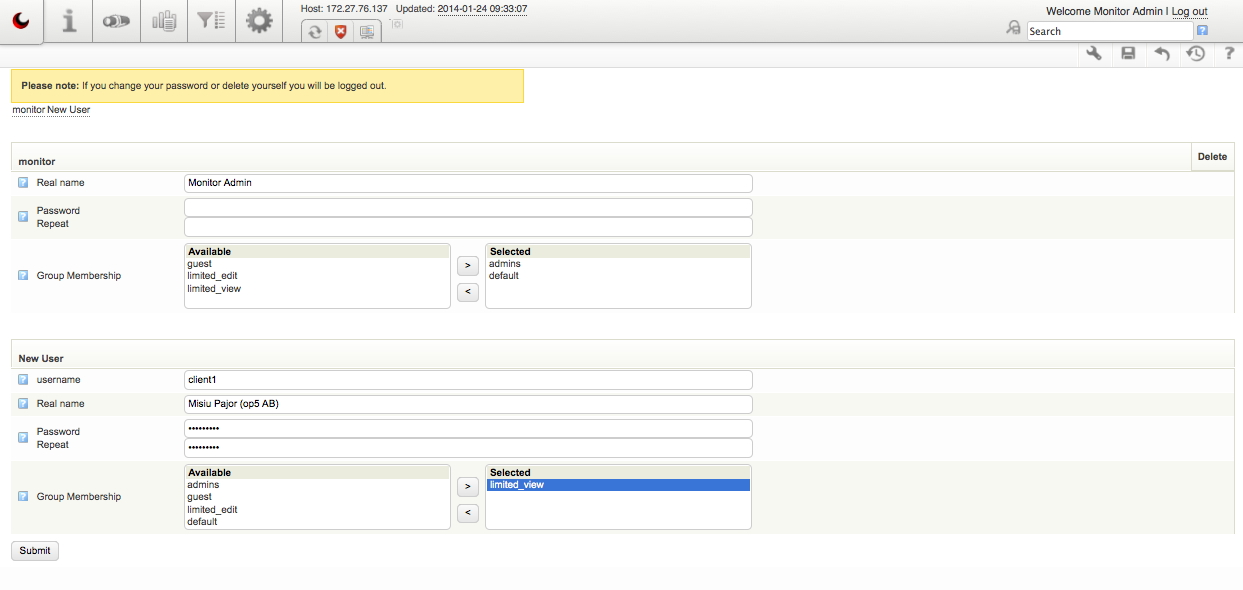 Host: 172.27.76.137 Updated: 2014-01-24 09:33:07
Welcome Monitor Admin | Log out
Search
?
?
Please note: If you change your password or delete yourself you will be logged out.
monitor New User
monitor
Delete
? Real name
Monitor Admin
? Password
Repeat
? Group Membership
Available
guest
limited_edit
limited_view
>
<
Selected
admins
default
New User
? username
client1
? Real name
Misiu Pajor (op5 AB)
? Password
Repeat
•••••••••
•••••••••
? Group Membership
Available
admins
guest
limited_edit
default
>
<
Selected
limited_view
Submit